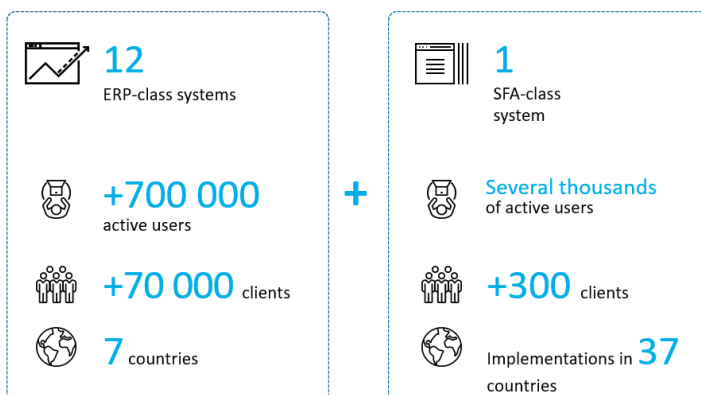 12
ERP-class systems
+700 000
active users
+70 000 clients
7 countries
+
1
SFA-class
system
Several thousands
of active users
+300 clients
Implementations in 37
countries